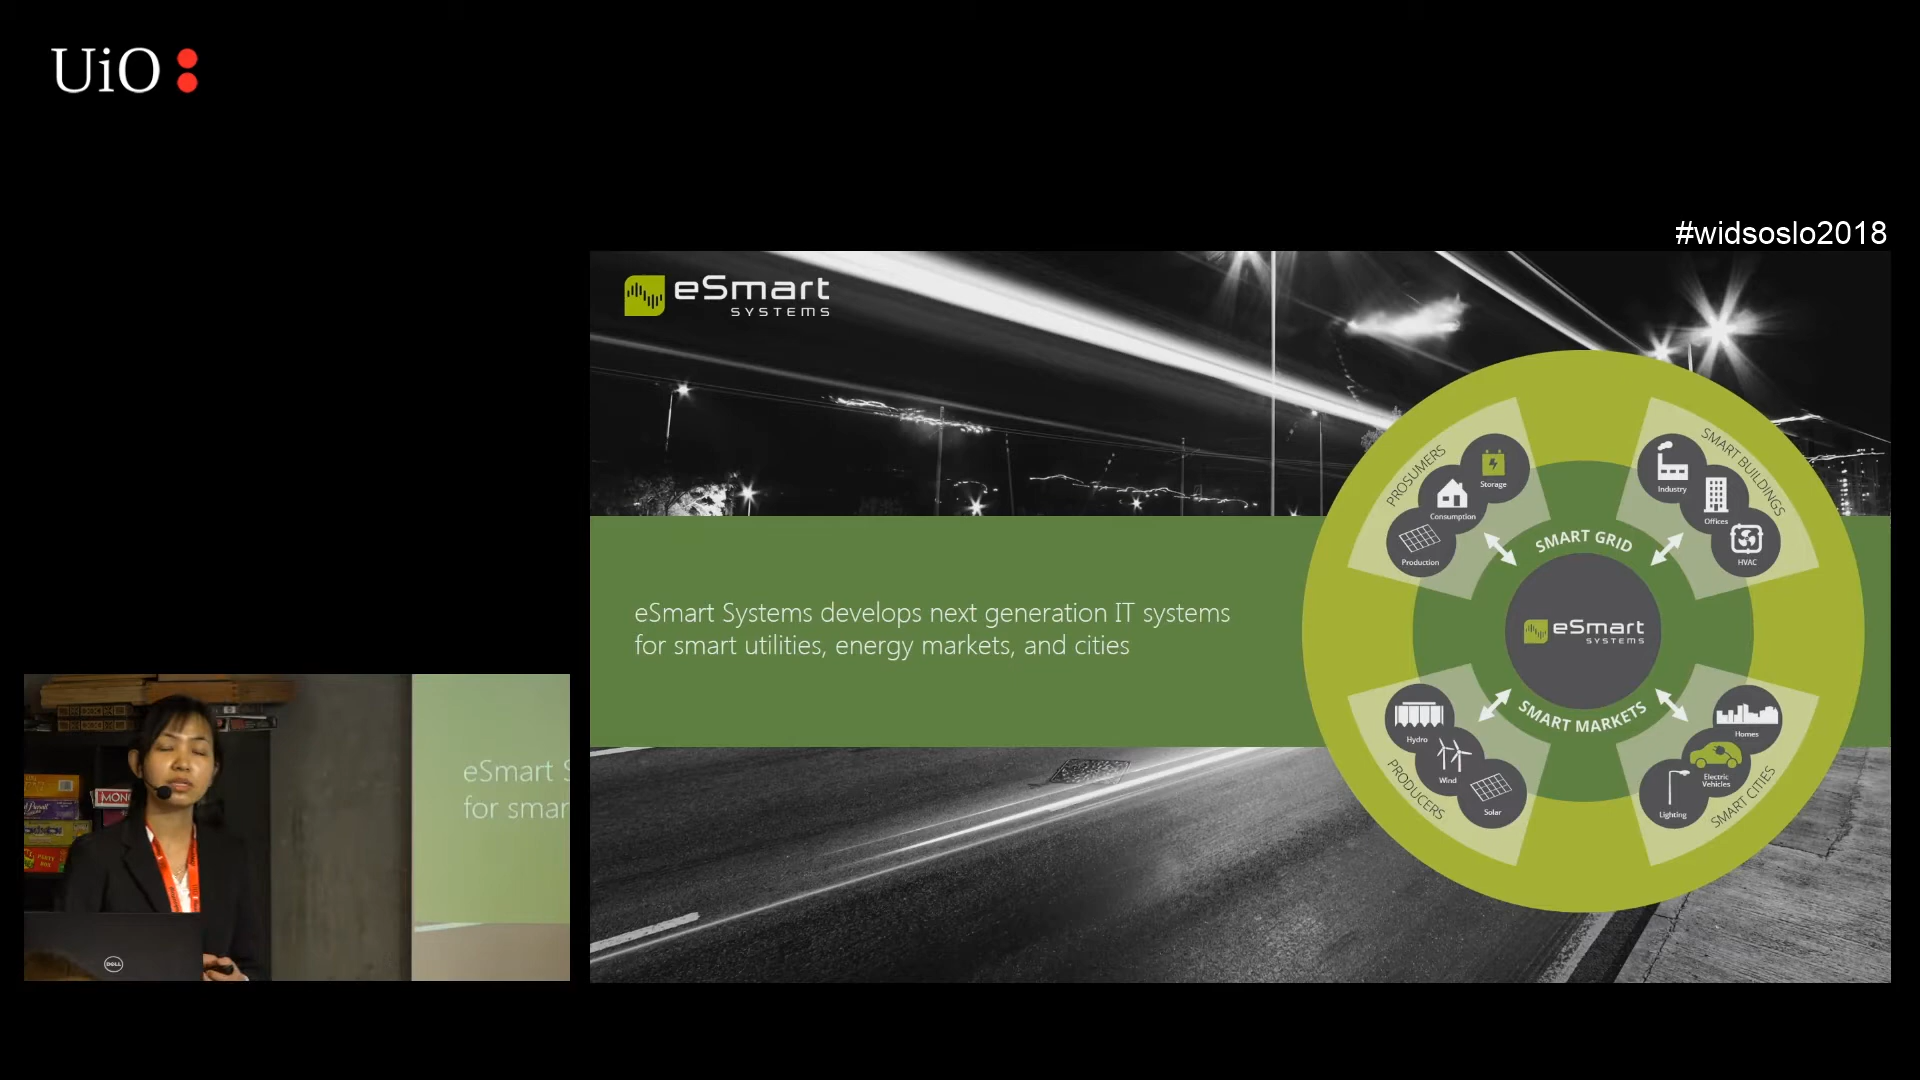 UiO
#widsoslo2018
eSmart
SYSTEMS
eSmart Systems develops next generation IT systems
for smart utilities, energy markets, and cities
PROSUMERS
Storage
Consumption
Production
SMART BUILDINGS
Industry
Offices
HVAC
SMART GRID
eSmart
SYSTEMS
SMART MARKETS
PRODUCERS
Hydro
Wind
Solar
SMART CITIES
Homes
Electric
Vehicles
Lighting
eSmart S
for smar
MONO
DELL